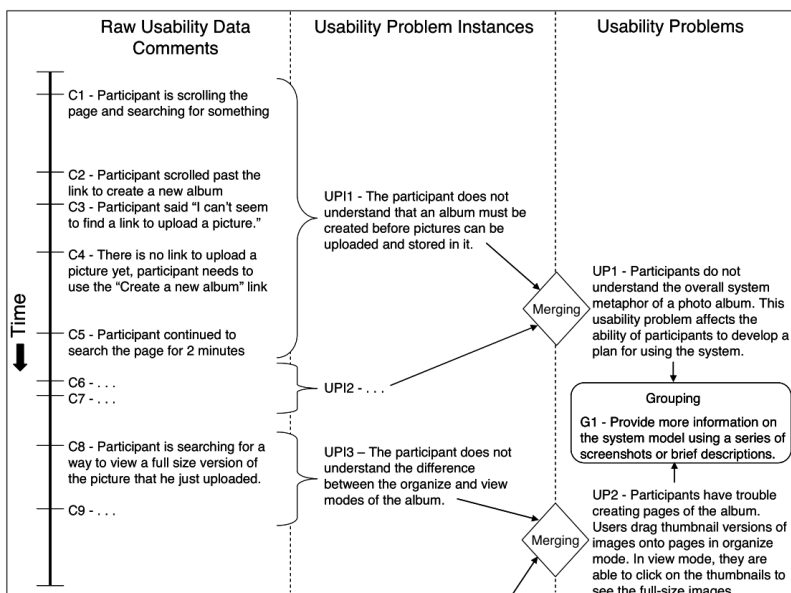 Raw Usability Data
Comments
Usability Problem Instances
Usability Problems
Time
C1 - Participant is scrolling the
page and searching for something
C2 - Participant scrolled past the
link to create a new album
C3 - Participant said “I can’t seem
to find a link to upload a picture.”
C4 - There is no link to upload a
picture yet, participant needs to
use the “Create a new album” link
C5 - Participant continued to
search the page for 2 minutes
C6 - . . .
C7 - . . .
C8 - Participant is searching for a
way to view a full size version of
the picture that he just uploaded.
C9 - . . .
UPI1 - The participant does not
understand that an album must be
created before pictures can be
uploaded and stored in it.
UPI2 - . . .
UPI3 – The participant does not
understand the difference
between the organize and view
modes of the album.
Merging
Merging
UP1 - Participants do not
understand the overall system
metaphor of a photo album. This
usability problem affects the
ability of participants to develop a
plan for using the system.
Grouping
G1 - Provide more information on
the system model using a series of
screenshots or brief descriptions.
UP2 - Participants have trouble
creating pages of the album.
Users drag thumbnail versions of
images onto pages in organize
mode. In view mode, they are
able to click on the thumbnails to
see the full-size images